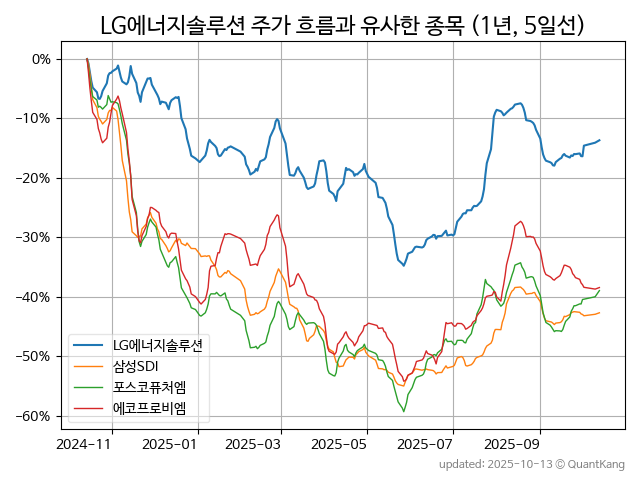 LG에너지솔루션 주가 흐름과 유사한 종목 (1년, 5일선)
0%
−10%
−20%
−30%
−40%
−50%
−60%
LG에너지솔루션
삼성SDI
포스코퓨처엠
에코프로비엠
2024-11 2025-01 2025-03 2025-05 2025-07 2025-09
updated: 2025-10-13 ⓒ QuantKang